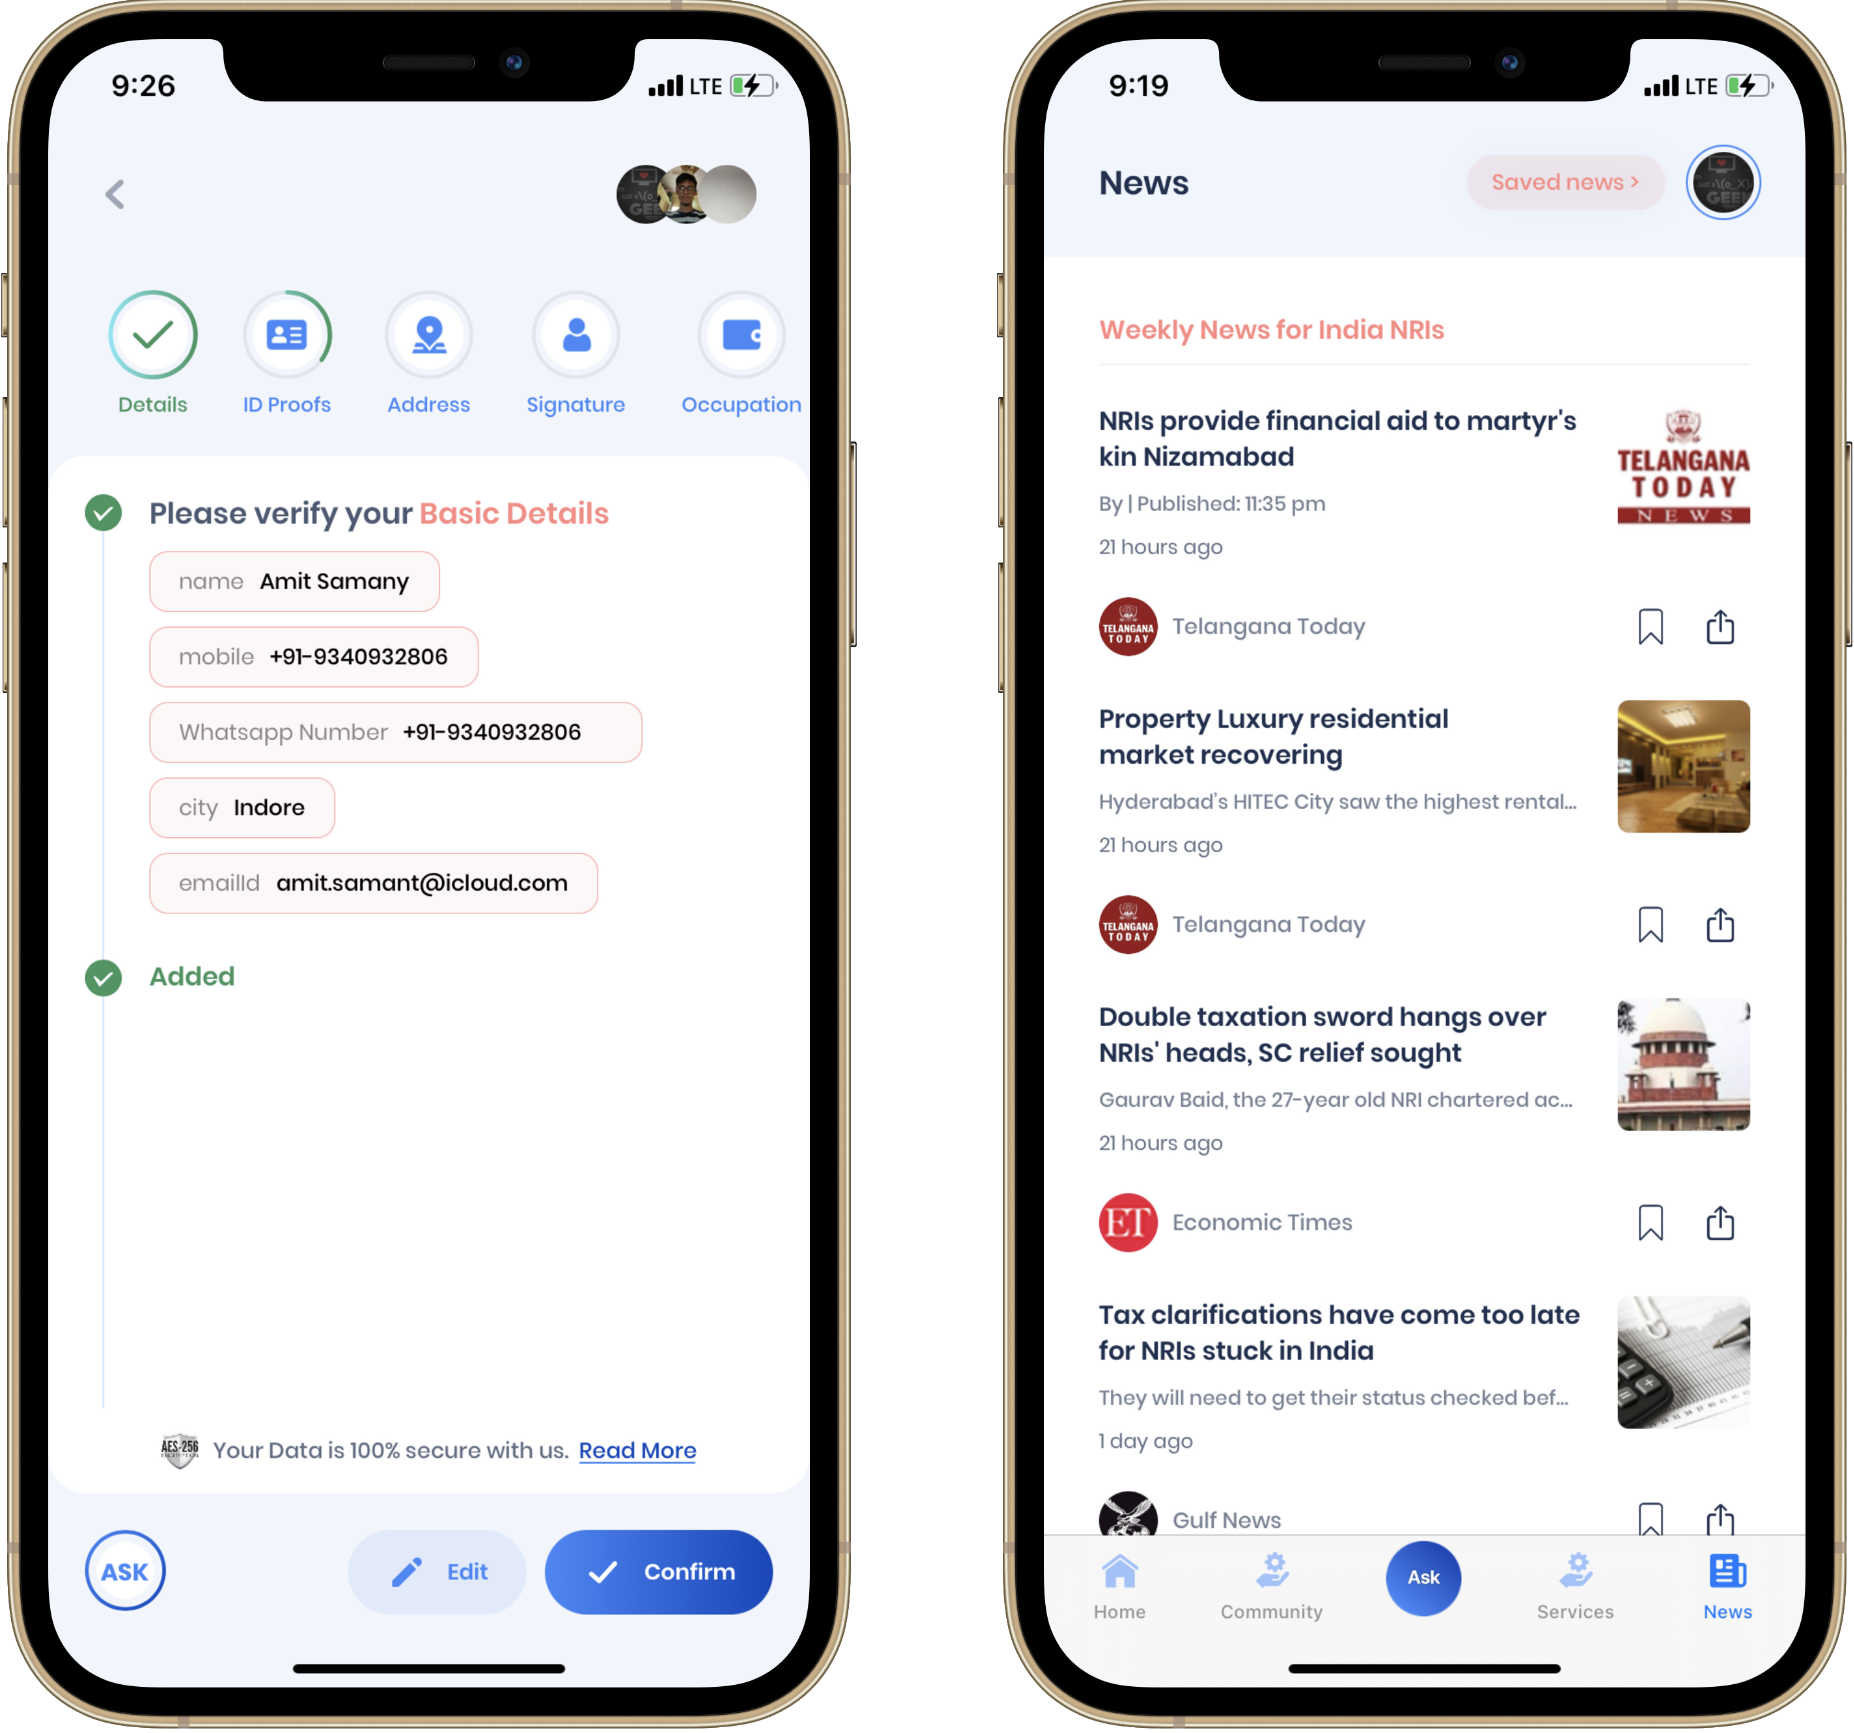 9:26
LTE
GEE
Details
ID Proofs
Address
Signature
Occupation
Please verify your Basic Details
name Amit Samany
mobile +91-9340932806
Whatsapp Number +91-9340932806
city Indore
emailId amit.samant@icloud.com
Added
AES-256
Your Data is 100% secure with us. Read More
ASK
Edit
Confirm
9:19
LTE
News
Saved news >
GEEK
Weekly News for India NRIs
NRIs provide financial aid to martyr's
kin Nizamabad
By | Published: 11:35 pm
21 hours ago
TELANGANA
TODAY
NEWS
TELANGANA
TODAY
Telangana Today
Property Luxury residential
market recovering
Hyderabad's HITEC City saw the highest rental...
21 hours ago
TELANGANA
TODAY
Telangana Today
Double taxation sword hangs over
NRIs' heads, SC relief sought
Gaurav Baid, the 27-year old NRI chartered ac...
21 hours ago
ET
Economic Times
Tax clarifications have come too late
for NRIs stuck in India
They will need to get their status checked bef...
1 day ago
Gulf News
Home
Community
Ask
Services
News